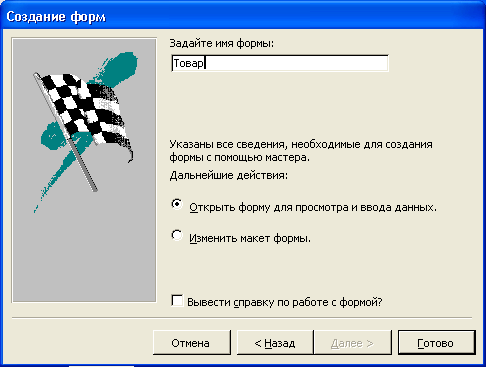 Создание форм
Задайте имя формы:
Товар
Указаны все сведения, необходимые для создания
формы с помощью мастера.
Дальнейшие действия:
Открыть форму для просмотра и ввода данных.
Изменить макет формы.
Вывести справку по работе с формой?
Отмена
< Назад
Далее >
Готово